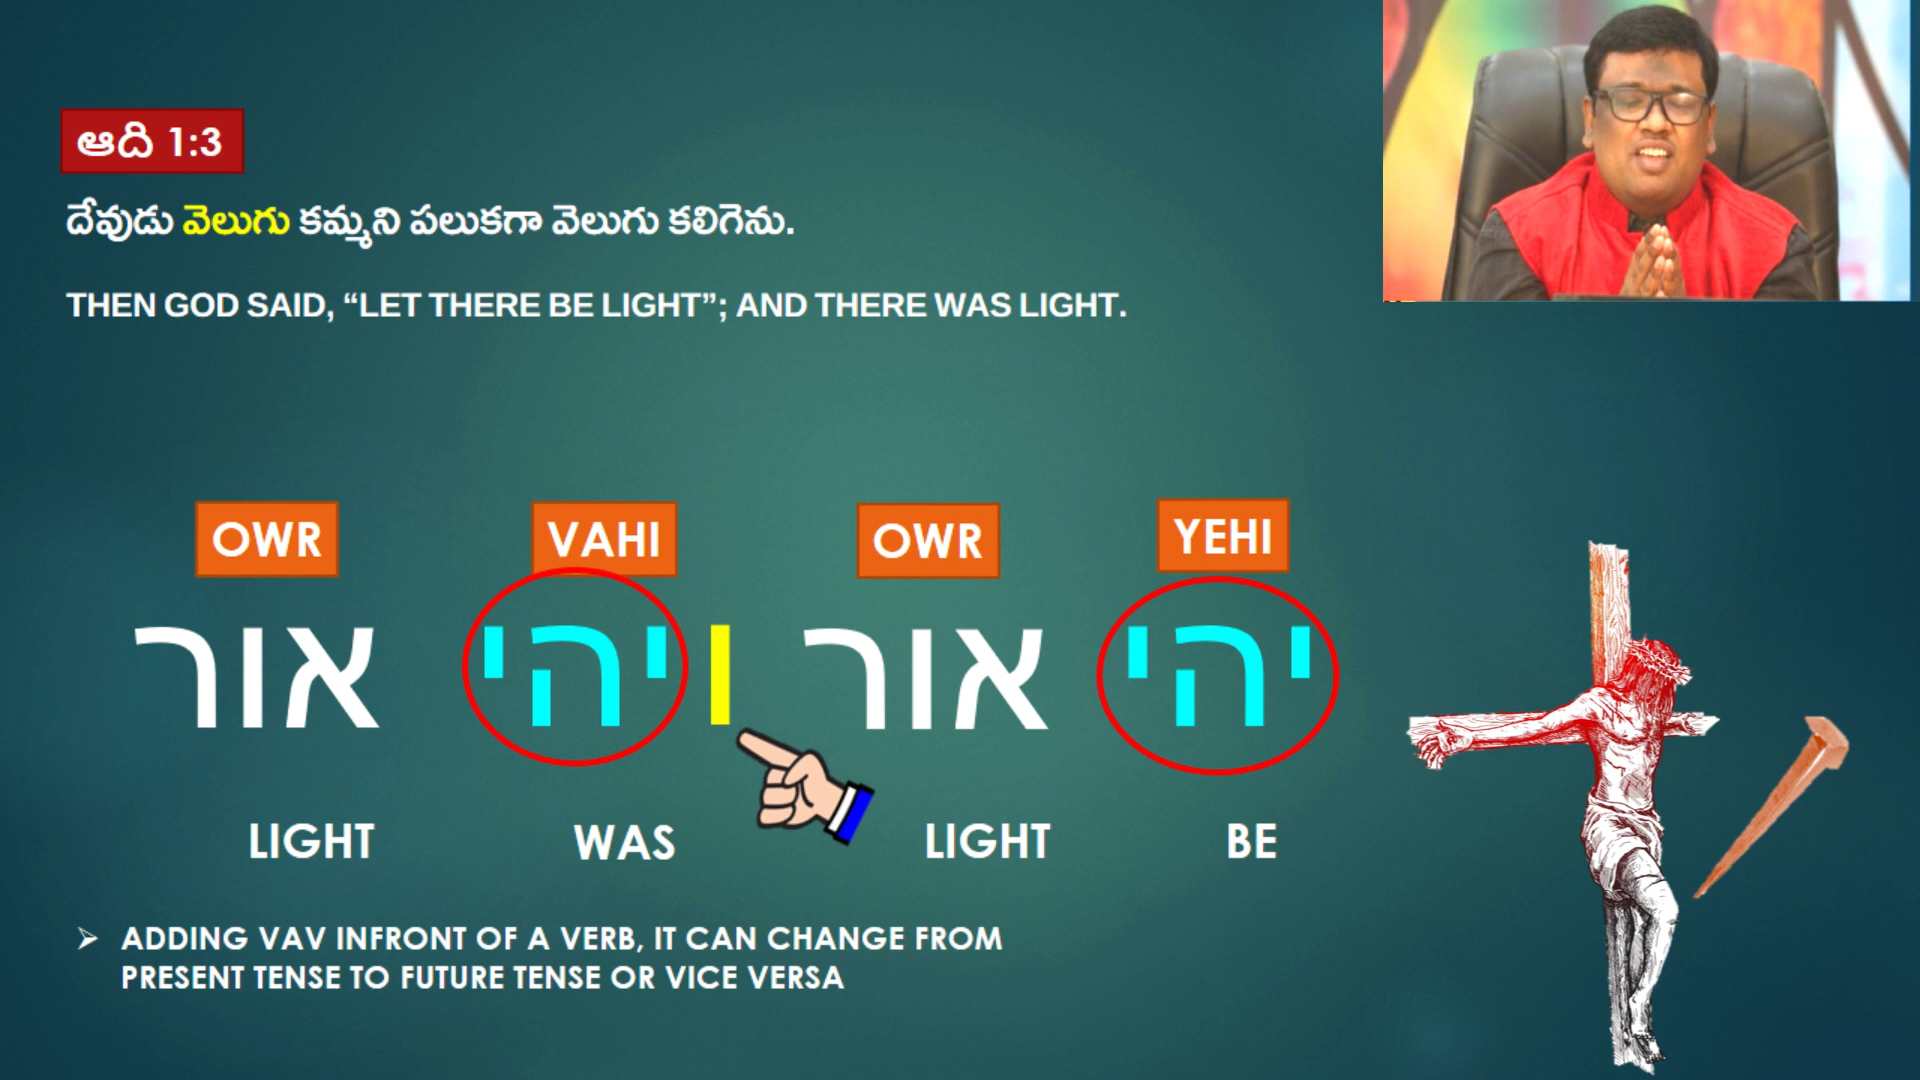 ఆది 1:3
దేవుడు వెలుగు కమ్మని పలుకగా వెలుగు కలిగెను.
THEN GOD SAID, “LET THERE BE LIGHT”; AND THERE WAS LIGHT.
OWR VAHI OWR YEHI
יהי אור ויהי אור
LIGHT WAS LIGHT BE
➢ ADDING VAV INFRONT OF A VERB, IT CAN CHANGE FROM
PRESENT TENSE TO FUTURE TENSE OR VICE VERSA